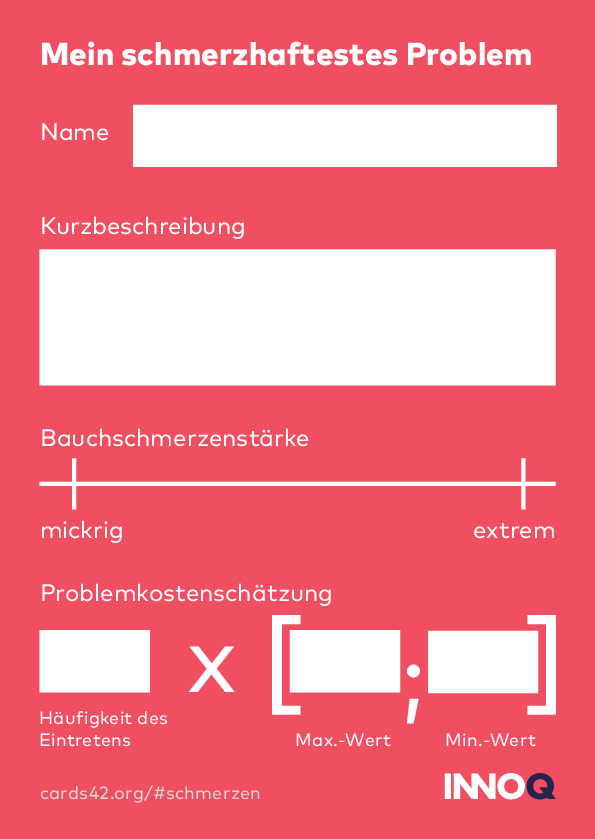 Mein schmerzhaftestes Problem
Name
Kurzbeschreibung
Bauchschmerzenstärke
mickrig extrem
Problemkostenschätzung
x [ ; ]
Häufigkeit des
Eintretens Max.-Wert Min.-Wert
cards42.org/#schmerzen INNOQ